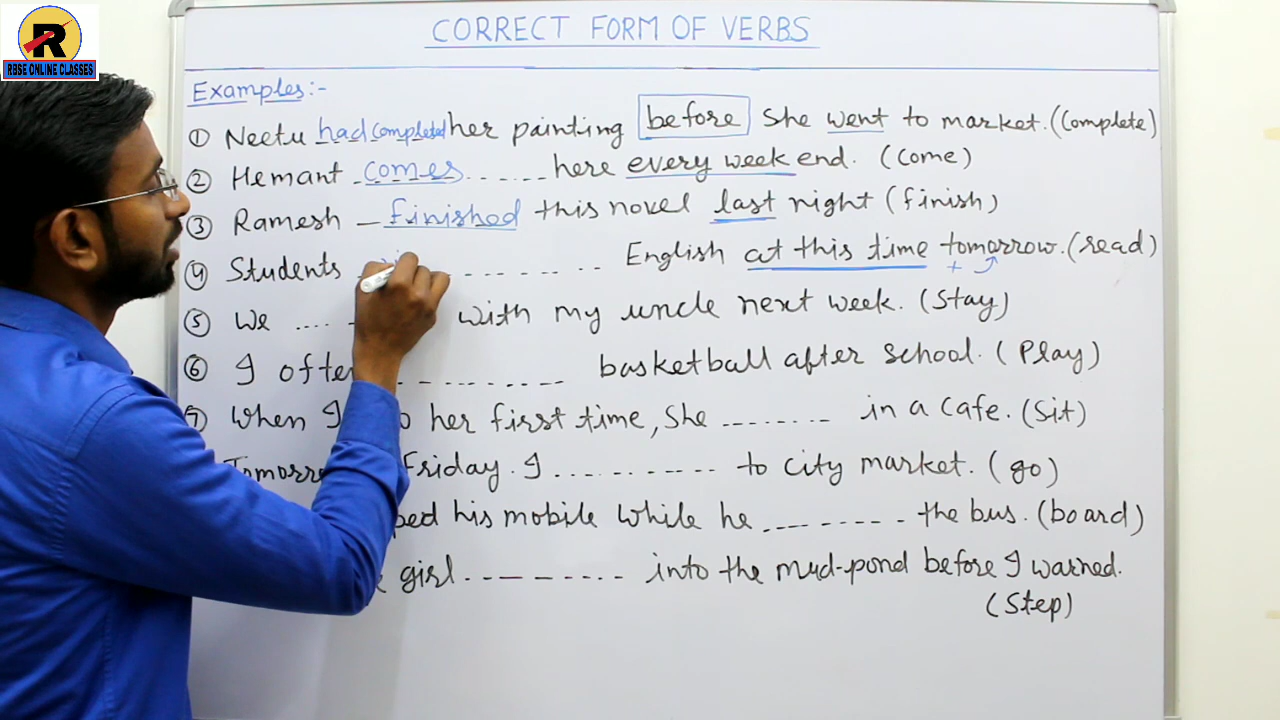 R
RBSE ONLINE CLASSES
CORRECT FORM OF VERBS
Examples:-
① Neetu had completed her painting before She went to market. (Complete)
② Hemant comes here every week end. (Come)
③ Ramesh finished this novel last night (finish)
④ Students English at this time tomorrow. (read)
+
⑤ We .... with my uncle next week. (Stay)
⑥ I often basketball after school. (Play)
⑦ When I her first time, She in a cafe. (Sit)
Friday. I to city market. (go)
his mobile while he the bus. (board)
girl into the mud-pond before I warned.
(Step)